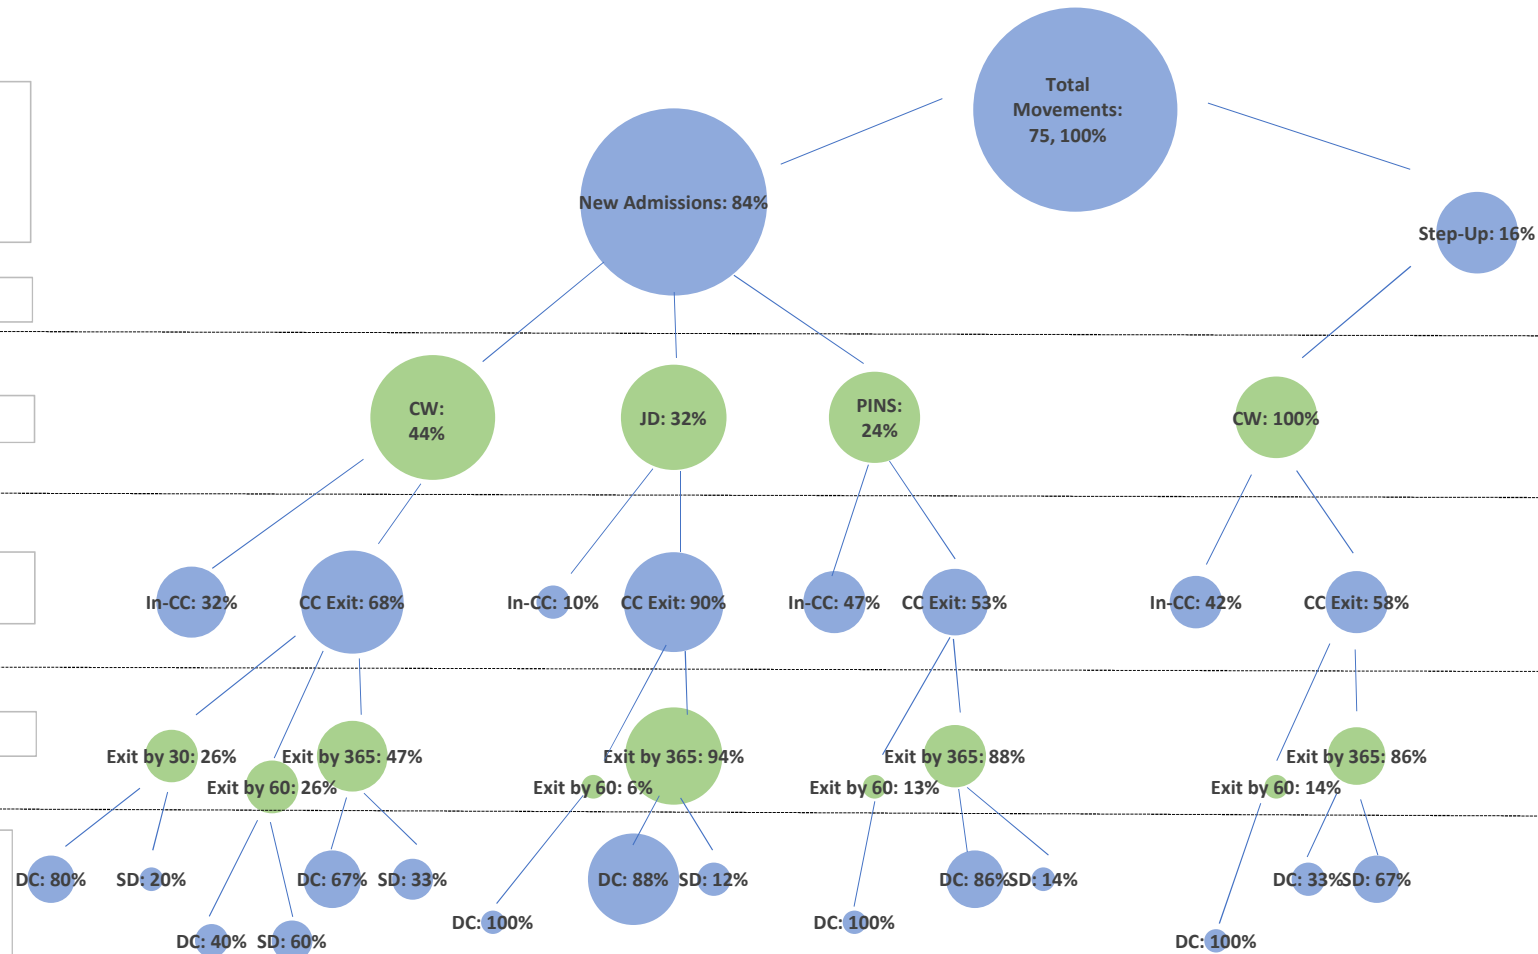 Total
Movements:
75, 100%
New Admissions: 84%
Step-Up: 16%
CW:
44%
JD: 32%
PINS:
24%
CW: 100%
In-CC: 32%
CC Exit: 68%
In-CC: 10%
CC Exit: 90%
In-CC: 47%
CC Exit: 53%
In-CC: 42%
CC Exit: 58%
Exit by 30: 26%
Exit by 365: 47%
Exit by 365: 94%
Exit by 365: 88%
Exit by 365: 86%
Exit by 60: 26%
Exit by 60: 6%
Exit by 60: 13%
Exit by 60: 14%
DC: 80%
SD: 20%
DC: 67%
SD: 33%
DC: 88%
SD: 12%
DC: 86%
SD: 14%
DC: 33%
SD: 67%
DC: 40%
SD: 60%
DC: 100%
DC: 100%
DC: 100%